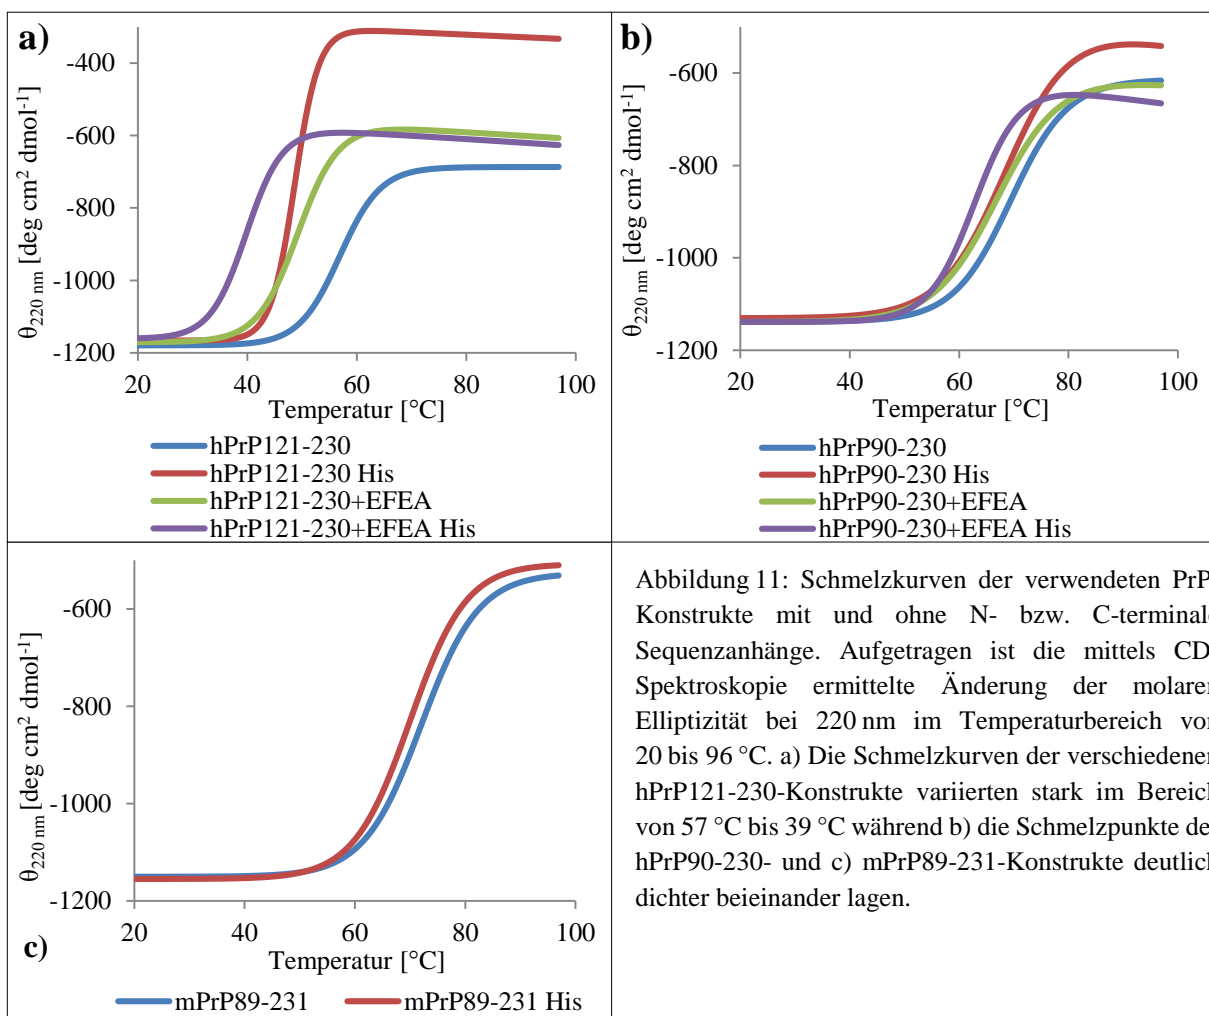 a)
θ220 nm [deg cm2 dmol-1]
-400
-600
-800
-1000
-1200
20 40 60 80 100
Temperatur [°C]
hPrP121-230
hPrP121-230 His
hPrP121-230+EFEA
hPrP121-230+EFEA His
b)
θ220 nm [deg cm2 dmol-1]
-600
-800
-1000
-1200
20 40 60 80 100
Temperatur [°C]
hPrP90-230
hPrP90-230 His
hPrP90-230+EFEA
hPrP90-230+EFEA His
c)
θ220 nm [deg cm2 dmol-1]
-600
-800
-1000
-1200
20 40 60 80 100
Temperatur [°C]
mPrP89-231 mPrP89-231 His
Abbildung 11: Schmelzkurven der verwendeten PrP
Konstrukte mit und ohne N- bzw. C-terminale
Sequenzanhänge. Aufgetragen ist die mittels CD
Spektroskopie ermittelte Änderung der molaren
Elliptizität bei 220 nm im Temperaturbereich von
20 bis 96 °C. a) Die Schmelzkurven der verschiedenen
hPrP121-230-Konstrukte variierten stark im Bereich
von 57 °C bis 39 °C während b) die Schmelzpunkte de
hPrP90-230- und c) mPrP89-231-Konstrukte deutlich
dichter beieinander lagen.